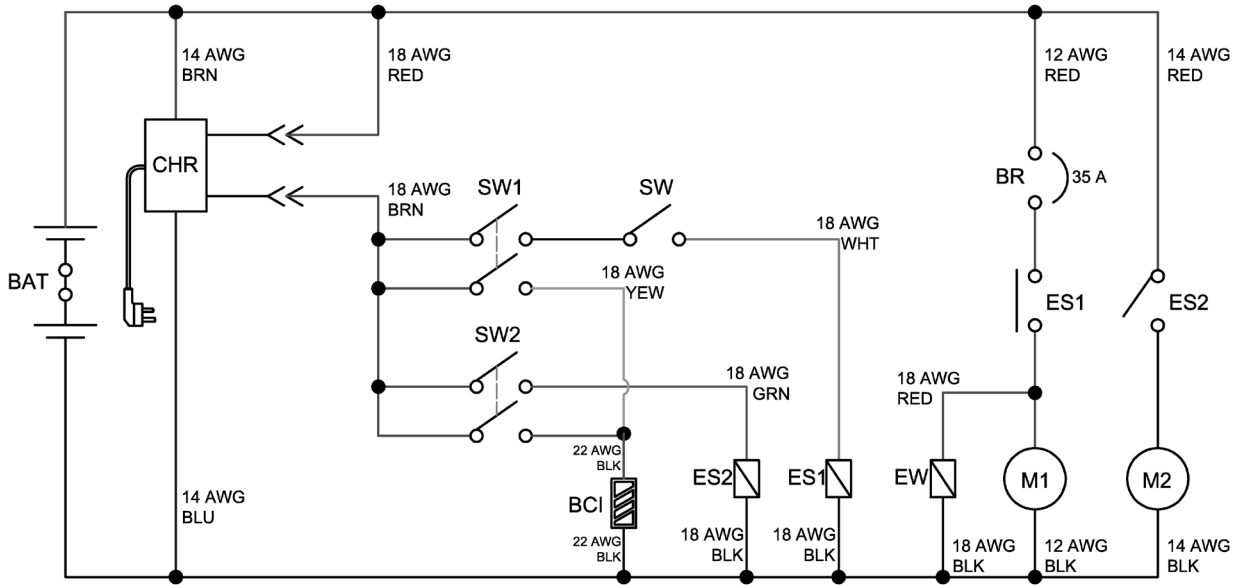 14 AWG
BRN
18 AWG
RED
12 AWG
RED
14 AWG
RED
CHR
18 AWG
BRN
SW1
SW
BR
35 A
18 AWG
WHT
18 AWG
YEW
BAT
ES1
ES2
SW2
18 AWG
GRN
18 AWG
RED
22 AWG
BLK
14 AWG
BLU
BCI
ES2
ES1
EW
M1
M2
22 AWG
BLK
18 AWG
BLK
18 AWG
BLK
18 AWG
BLK
12 AWG
BLK
14 AWG
BLK